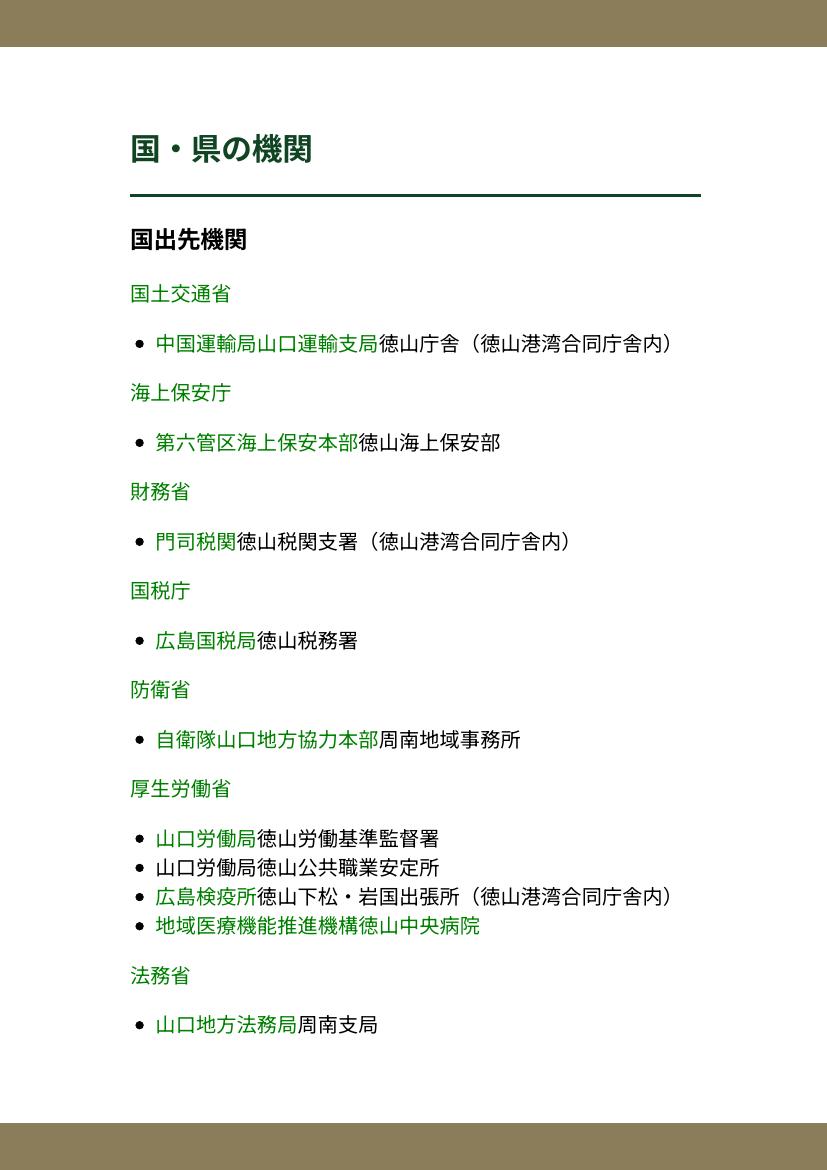 国・県の機関
国出先機関
国土交通省
• 中国運輸局山口運輸支局徳山庁舎（徳山港湾合同庁舎内）
海上保安庁
• 第六管区海上保安本部徳山海上保安部
財務省
• 門司税関徳山税関支署（徳山港湾合同庁舎内）
国税庁
• 広島国税局徳山税務署
防衛省
• 自衛隊山口地方協力本部周南地域事務所
厚生労働省
• 山口労働局徳山労働基準監督署
• 山口労働局徳山公共職業安定所
• 広島検疫所徳山下松・岩国出張所（徳山港湾合同庁舎内）
• 地域医療機能推進機構徳山中央病院
法務省
• 山口地方法務局周南支局